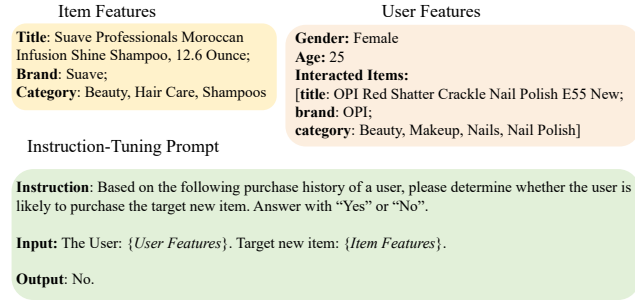 Item Features
Title: Suave Professionals Moroccan
Infusion Shine Shampoo, 12.6 Ounce;
Brand: Suave;
Category: Beauty, Hair Care, Shampoos
User Features
Gender: Female
Age: 25
Interacted Items:
[title: OPI Red Shatter Crackle Nail Polish E55 New;
brand: OPI;
category: Beauty, Makeup, Nails, Nail Polish]
Instruction-Tuning Prompt
Instruction: Based on the following purchase history of a user, please determine whether the user is
likely to purchase the target new item. Answer with “Yes” or “No”.
Input: The User: {User Features}. Target new item: {Item Features}.
Output: No.